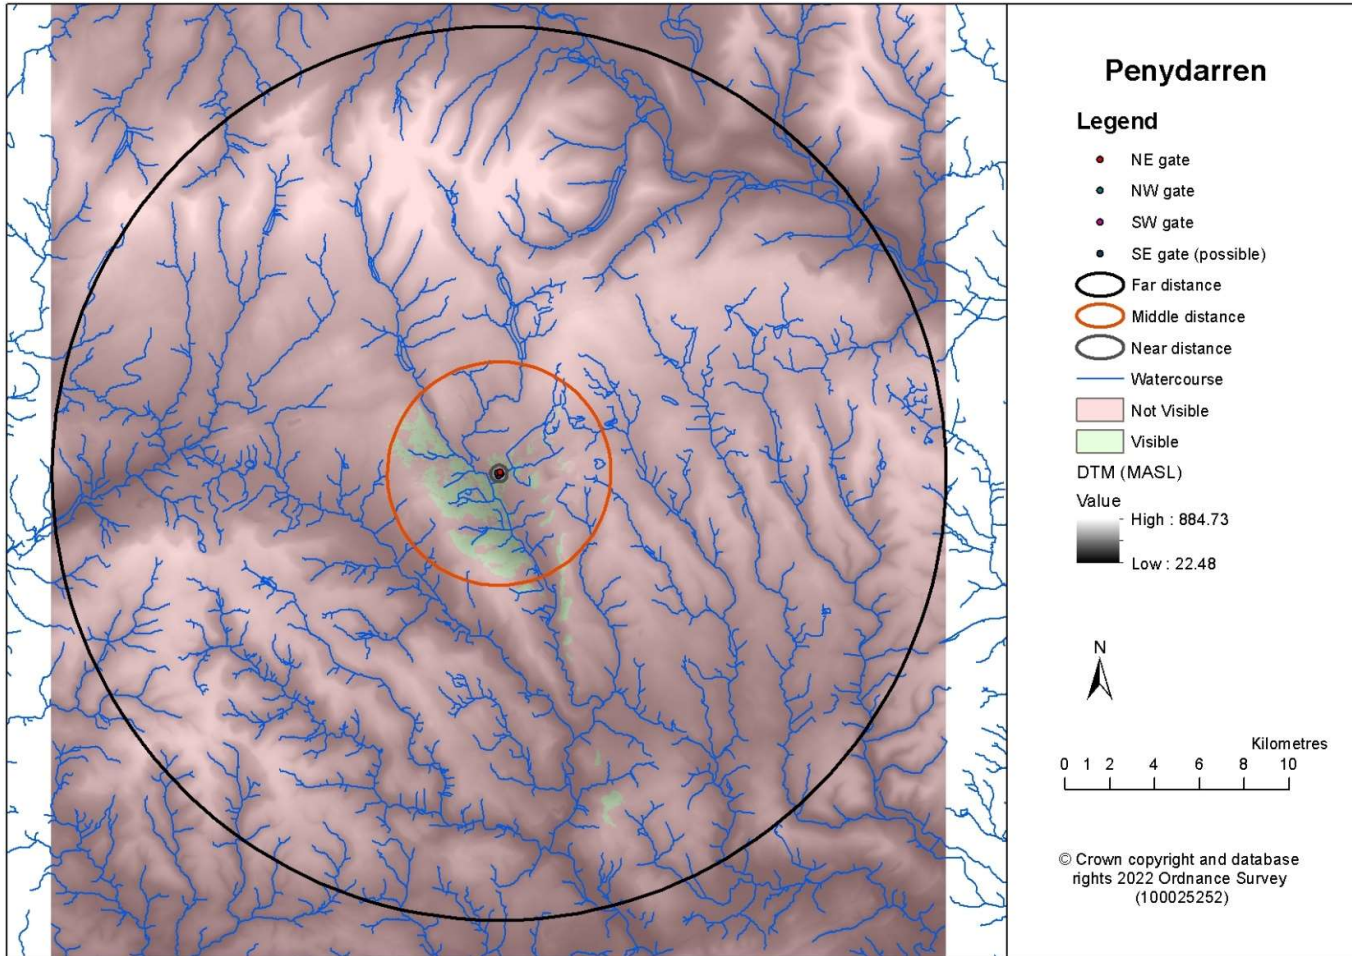 Penydarren
Legend
NE gate
NW gate
SW gate
SE gate (possible)
Far distance
Middle distance
Near distance
Watercourse
Not Visible
Visible
DTM (MASL)
Value
High : 884.73
Low : 22.48
N
Kilometres
0 1 2 4 6 8 10
© Crown copyright and database
rights 2022 Ordnance Survey
(100025252)